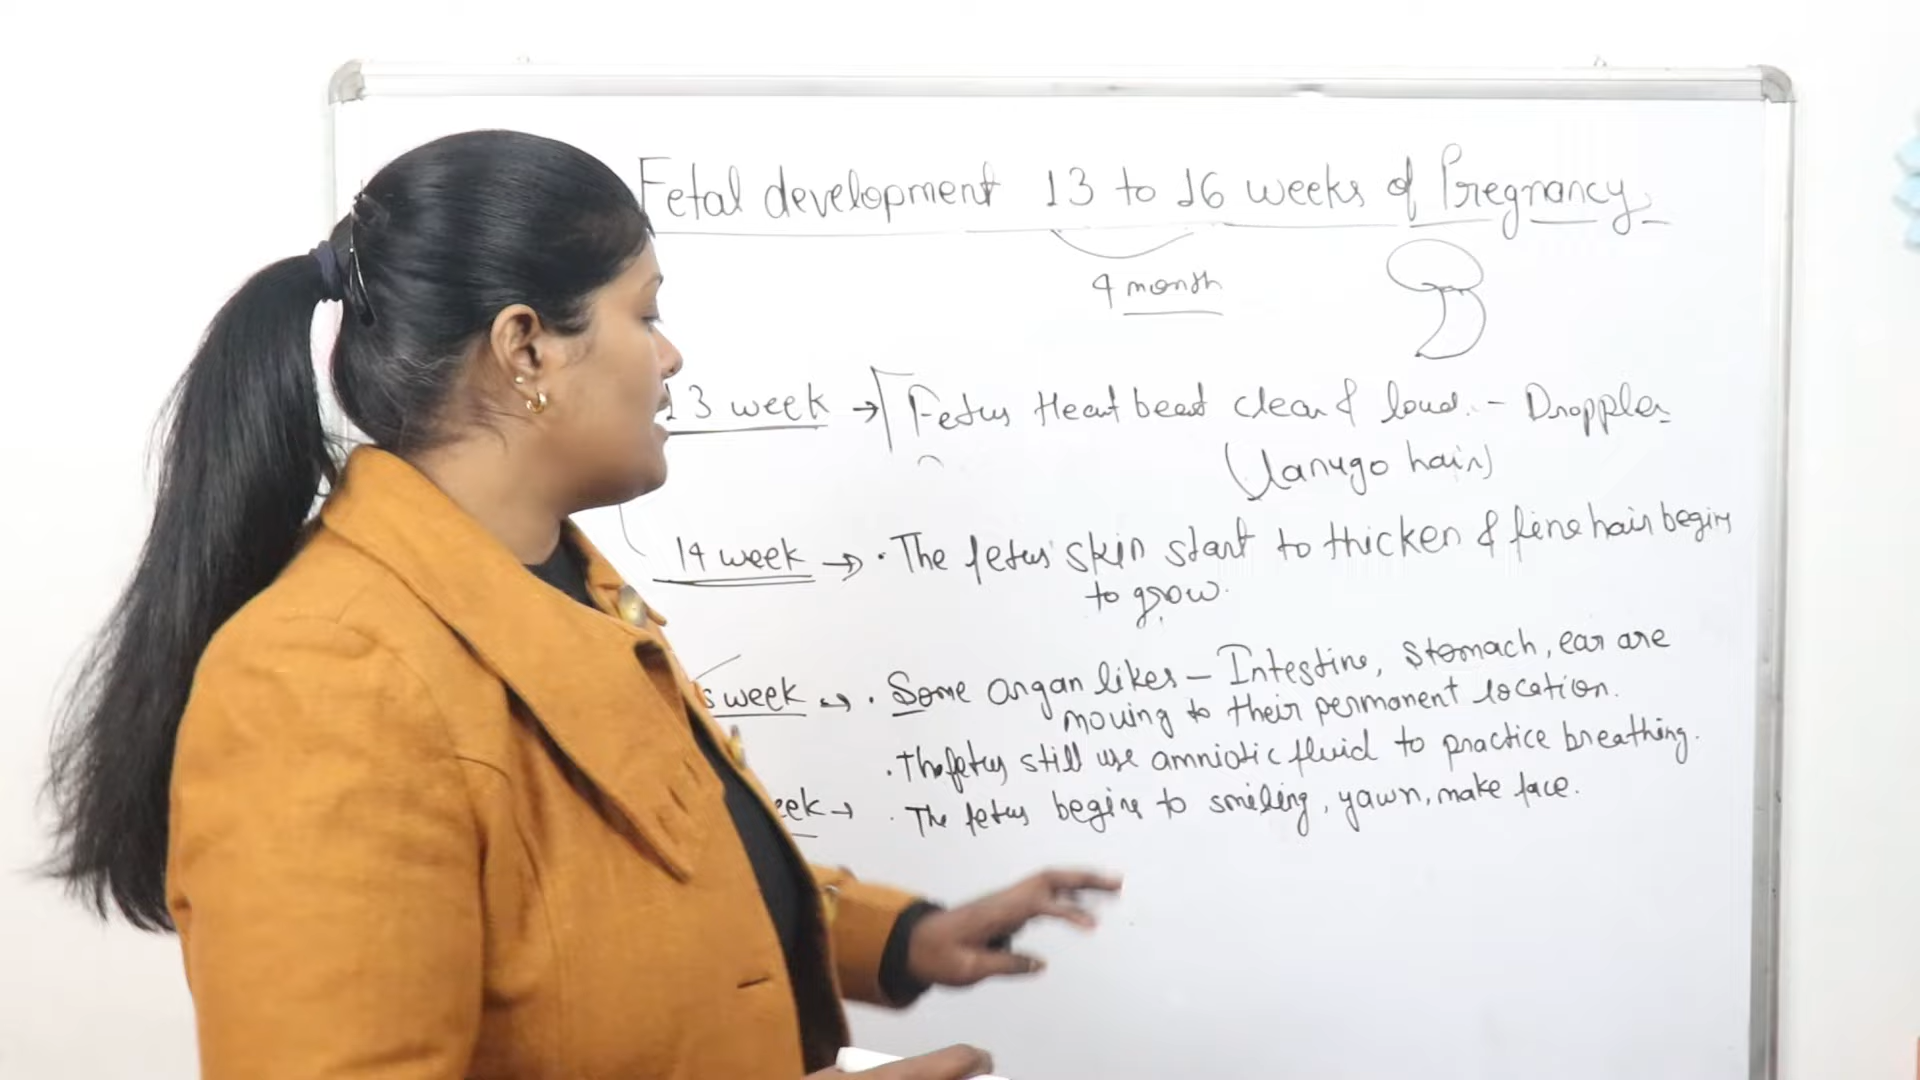 Fetal development 13 to 16 weeks of Pregnancy
4 month
13 week → Fetus Heart beat clear & loud. - Droppler
(lanugo hair)
14 week → . The fetus skin start to thicken & fine hair begins
to grow.
week → . Some organ likes - Intestine, stomach, ear are
moving to their permanent location.
. The fetus still use amniotic fluid to practice breathing.
eek → . The fetus begins to smiling, yawn, make face.